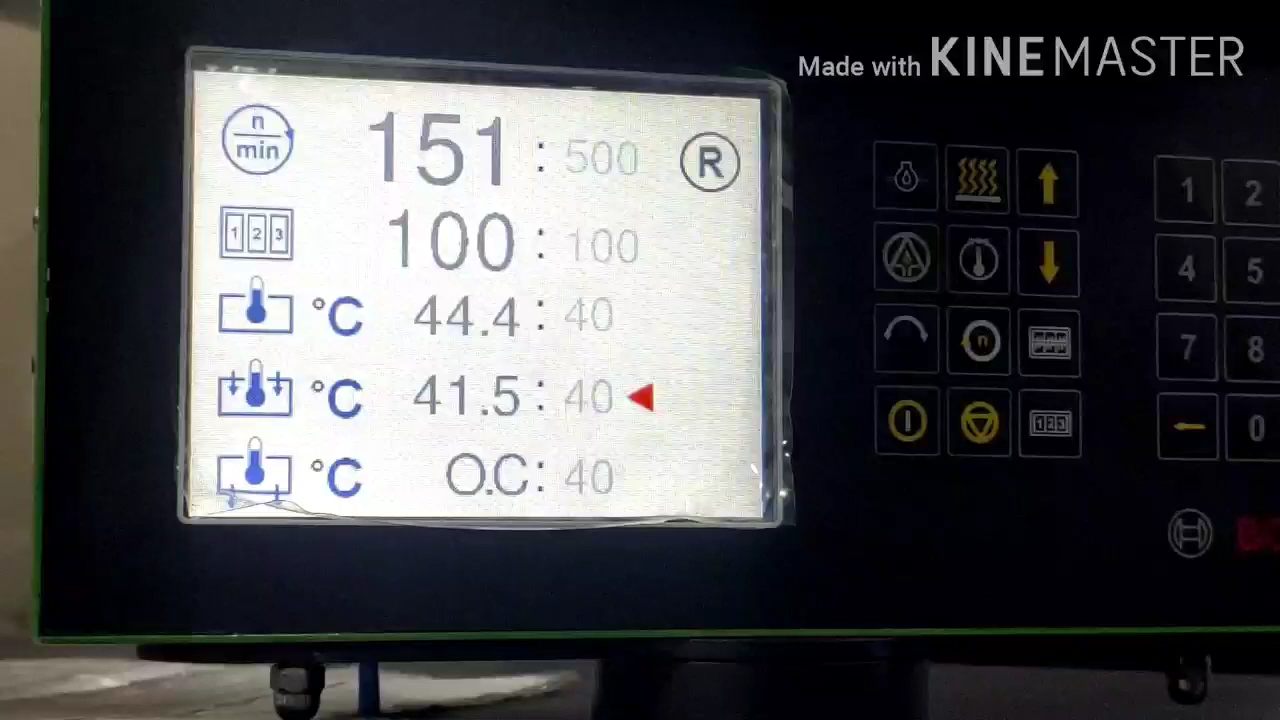 Made with KINEMASTER
n
min
151 : 500
R
1 2 3
100 : 100
°C 44.4 : 40
°C 41.5 : 40
°C O.C: 40
1 2
4 5
7 8
0
n
123